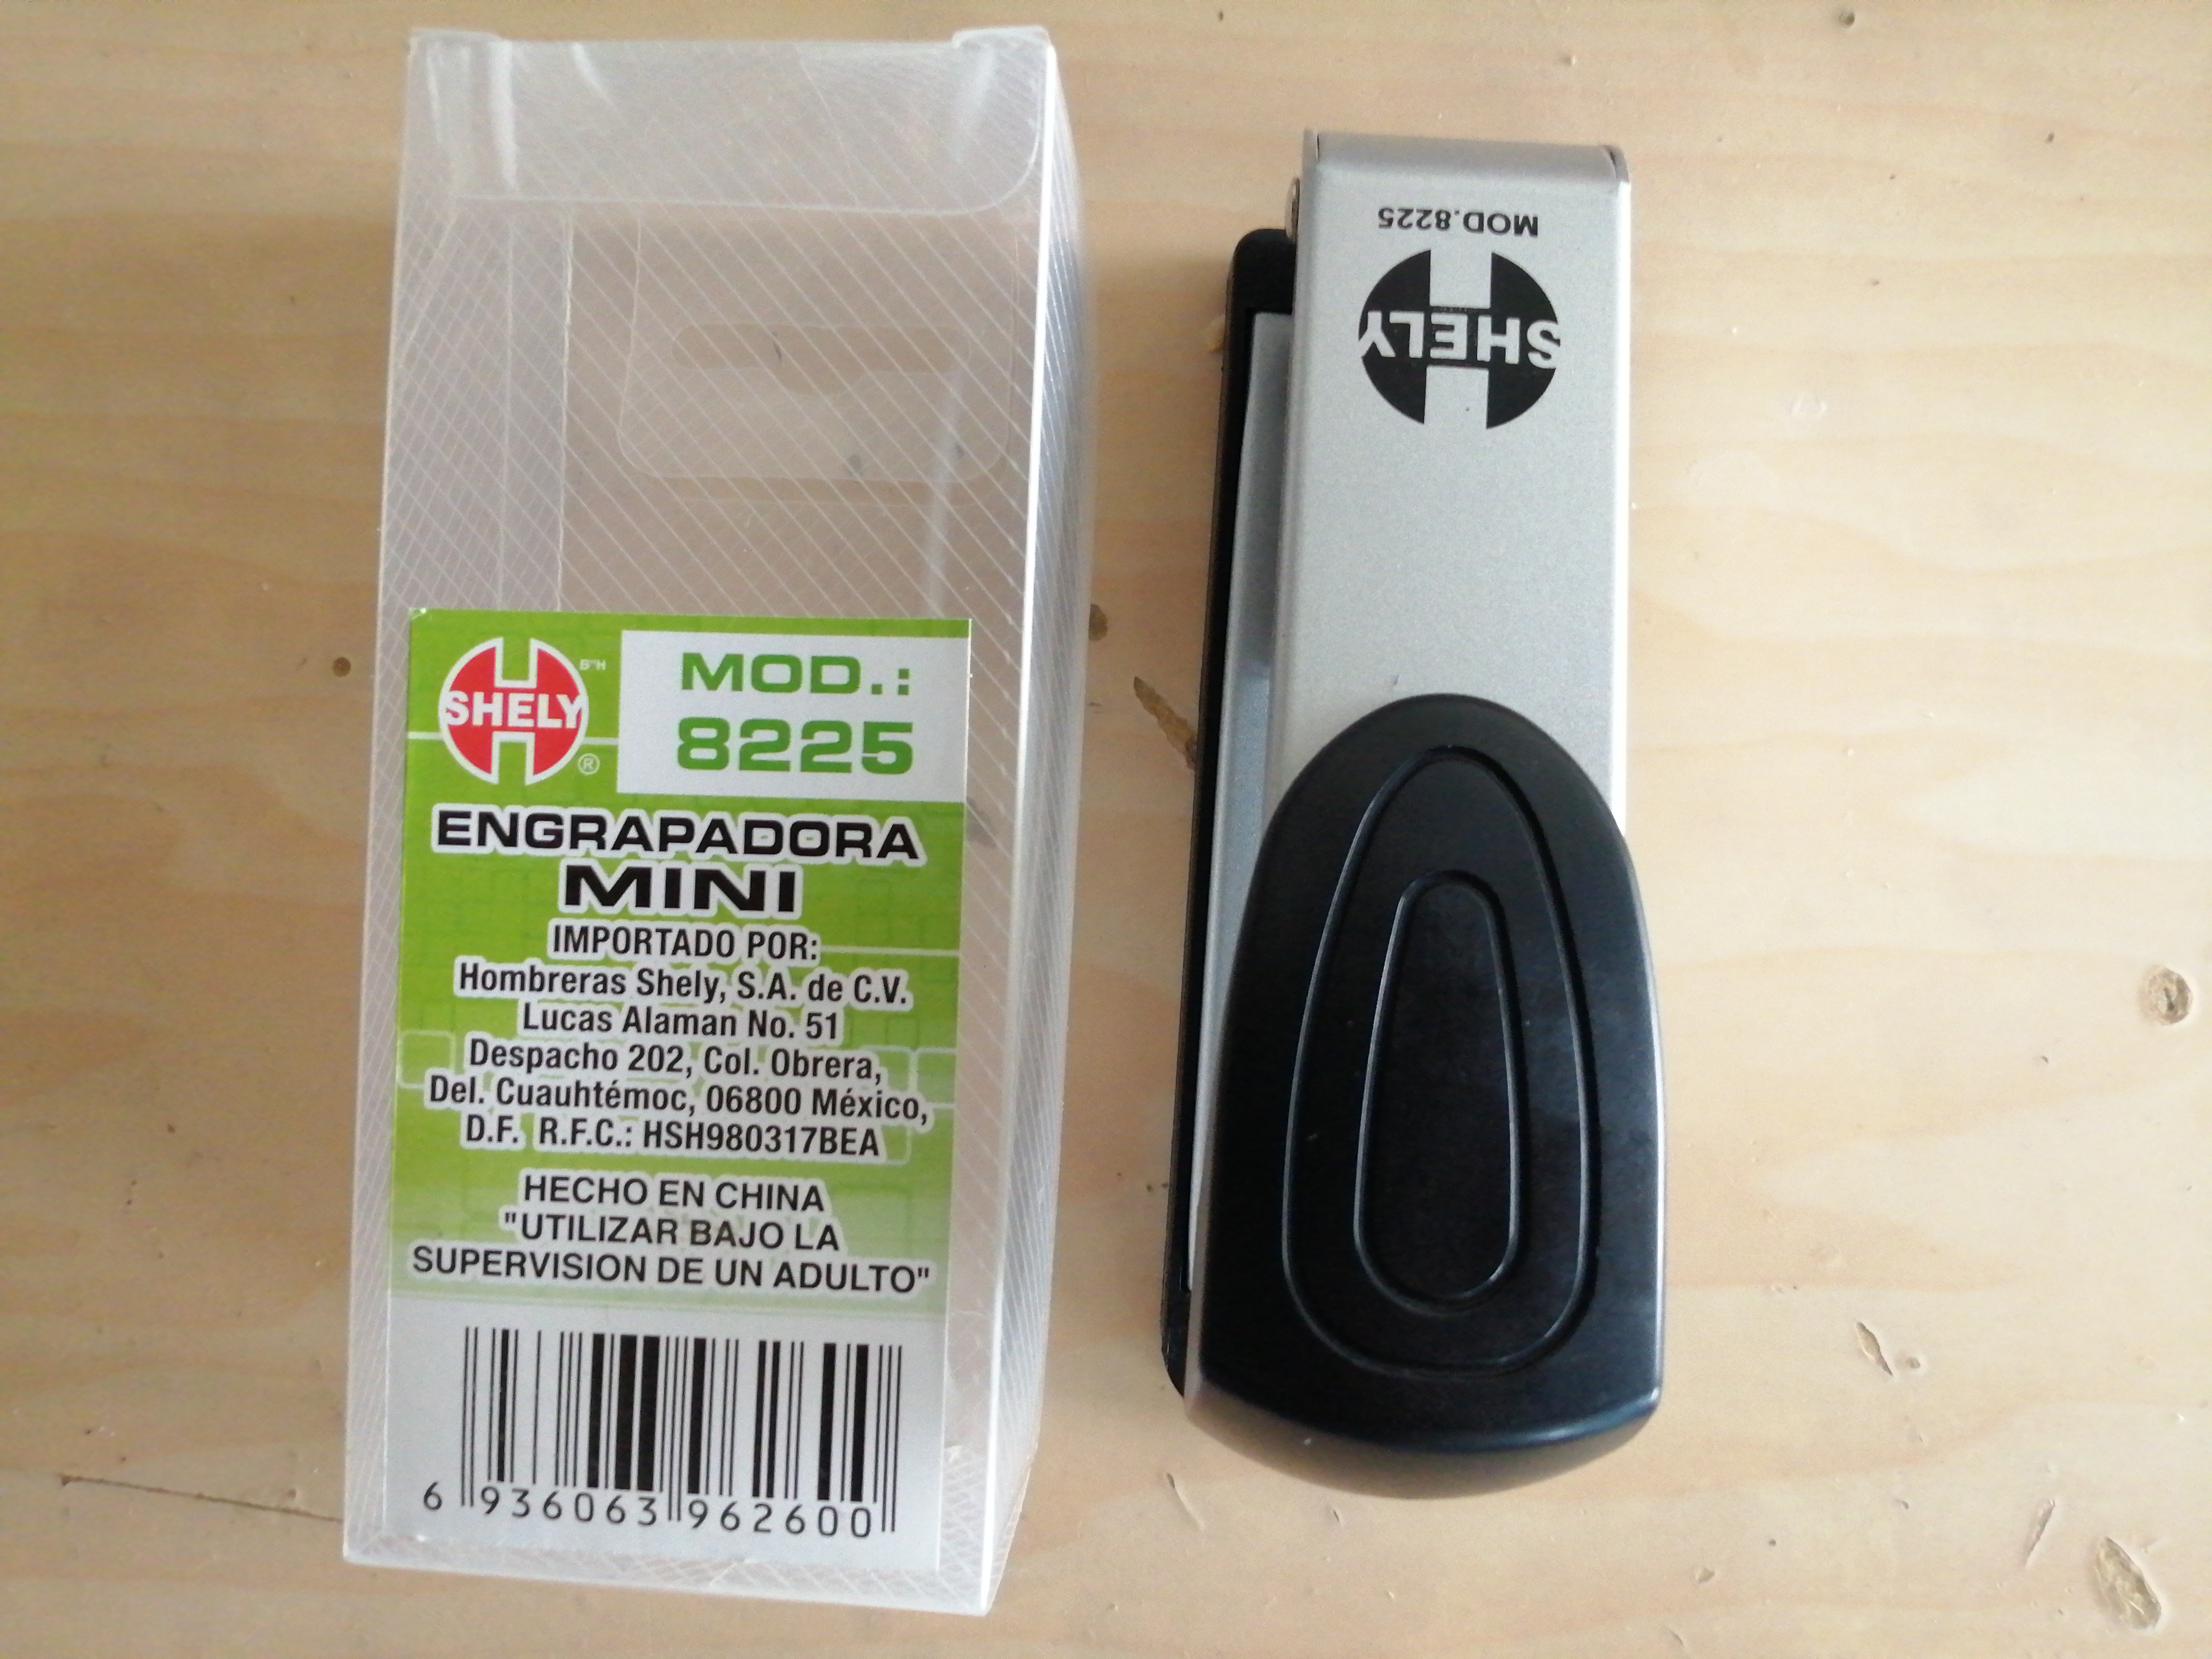 SHELY
B"H
®
MOD.:
8225
ENGRAPADORA
MINI
IMPORTADO POR:
Hombreras Shely, S.A. de C.V.
Lucas Alaman No. 51
Despacho 202, Col. Obrera,
Del. Cuauhtémoc, 06800 México,
D.F. R.F.C.: HSH980317BEA
HECHO EN CHINA
"UTILIZAR BAJO LA
SUPERVISION DE UN ADULTO"
6 936063 962600
SHELY
MOD.8225